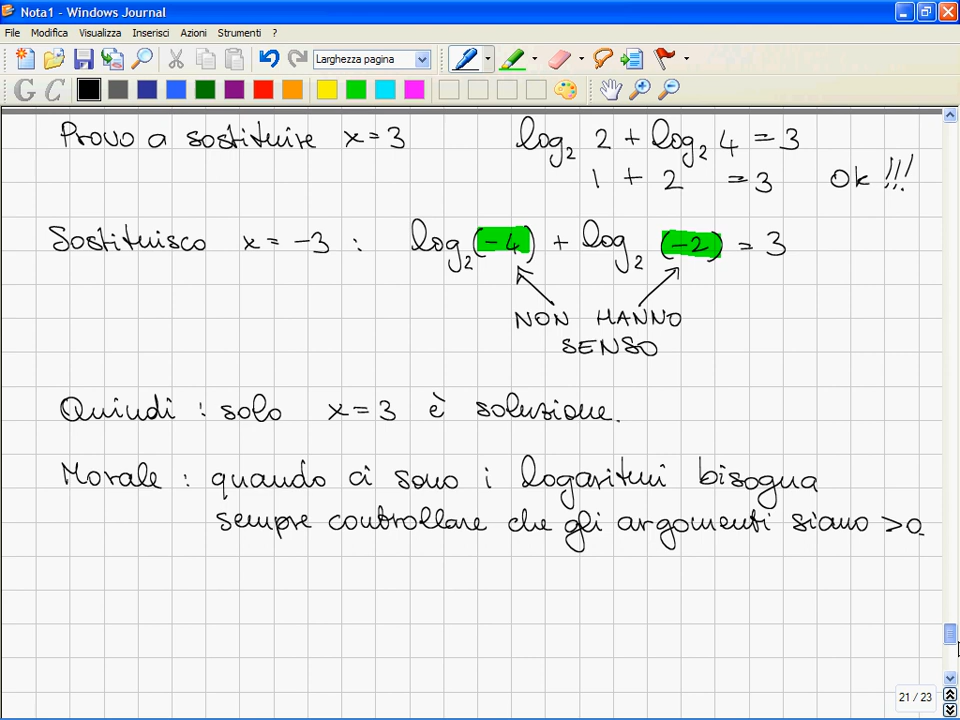 Nota1 - Windows Journal
File Modifica Visualizza Inserisci Azioni Strumenti ?
Larghezza pagina
G C
Provo a sostituire x=3 log₂ 2 + log₂ 4 = 3
1 + 2 = 3 Ok !!!
Sostituisco x = -3 : log₂(-4) + log₂ (-2) = 3
NON HANNO
SENSO
Quindi : solo x=3 è soluzione.
Morale : quando ci sono i logaritmi bisogna
sempre controllare che gli argomenti siano >0.
21 / 23